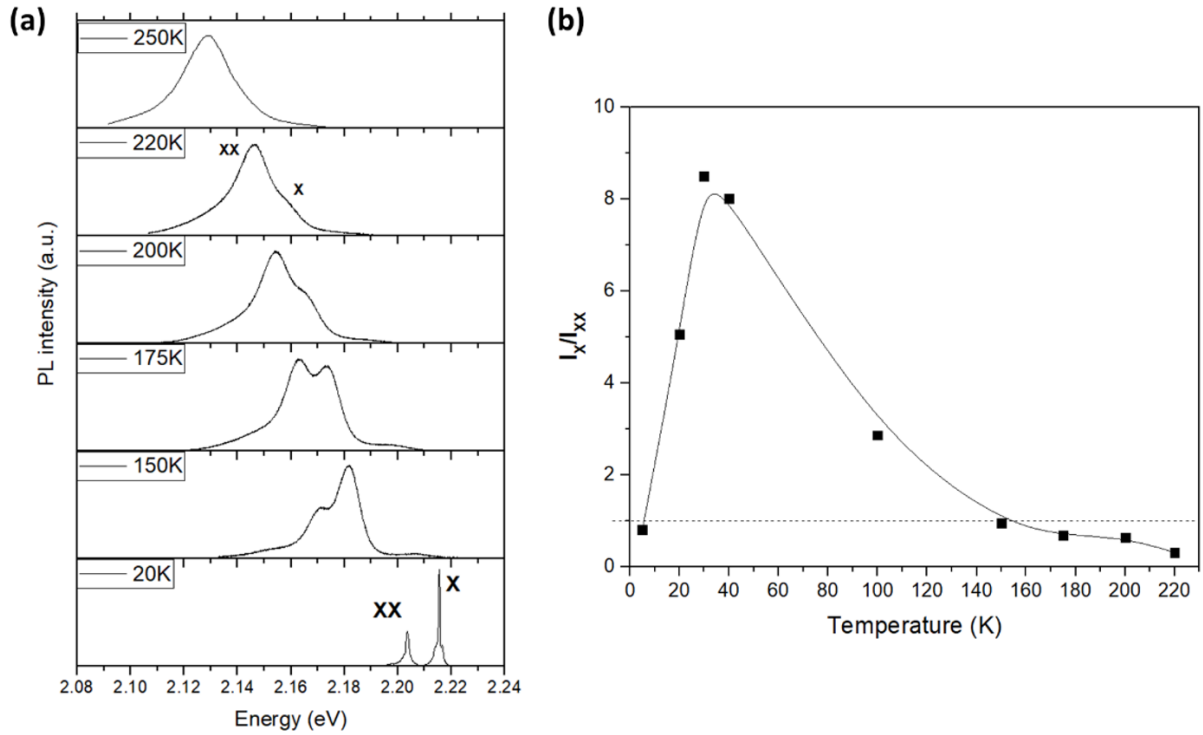 (a)
250K
220K
XX
X
200K
175K
150K
20K
XX
X
2.08 2.10 2.12 2.14 2.16 2.18 2.20 2.22 2.24
Energy (eV)
PL intensity (a.u.)
(b)
10
8
6
4
2
0
0 20 40 60 80 100 120 140 160 180 200 220
Temperature (K)
Iₓ/Iₓₓ